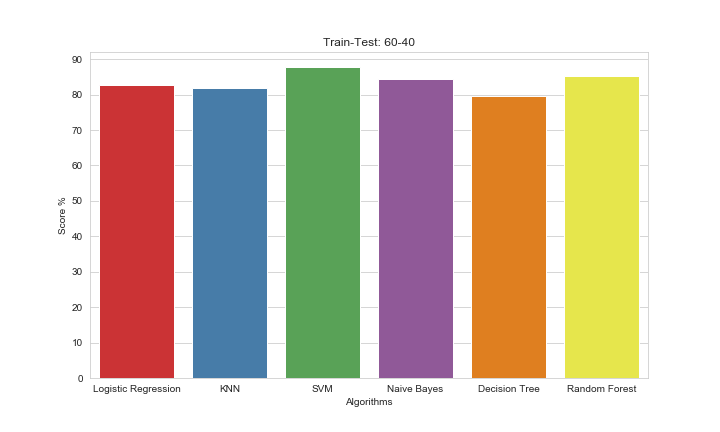 Train-Test: 60-40
90
80
70
60
50
40
30
20
10
0
Score %
Logistic Regression KNN SVM Naive Bayes Decision Tree Random Forest
Algorithms